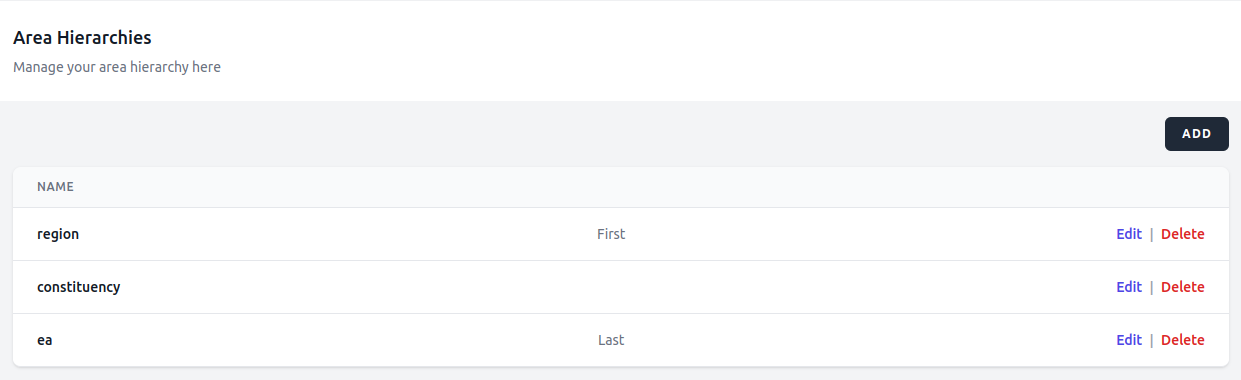 Area Hierarchies
Manage your area hierarchy here
ADD
NAME
region First Edit | Delete
constituency Edit | Delete
ea Last Edit | Delete